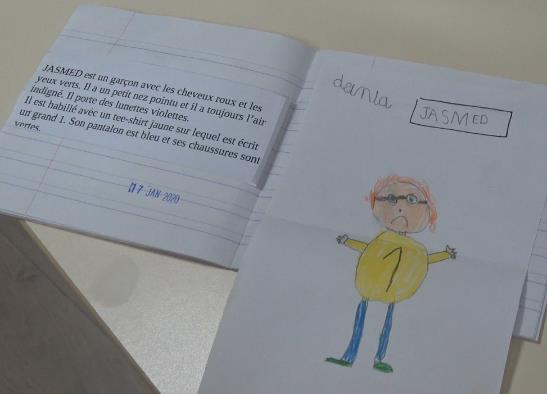 JASMED est un garçon avec les cheveux roux et les
yeux verts. Il a un petit nez pointu et il a toujours l'air
indigné. Il porte des lunettes violettes.
Il est habillé avec un tee-shirt jaune sur lequel est écrit
un grand 1. Son pantalon est bleu et ses chaussures sont
vertes.
17 JAN 2020
dania
JASMED
1